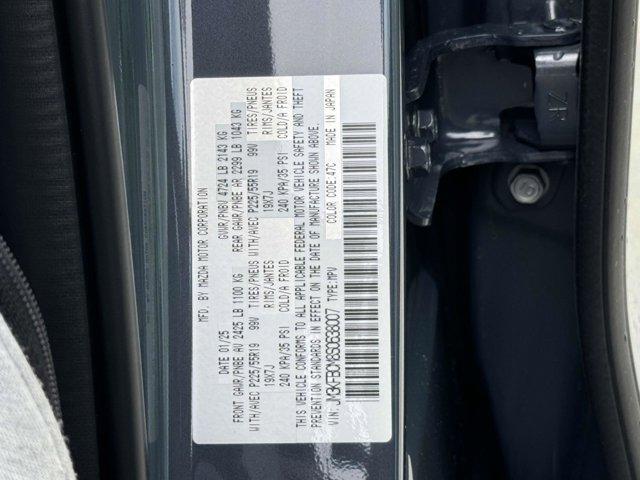 MFD. BY MAZDA MOTOR CORPORATION
DATE 01/25 GVWR/PNBV 4724 LB 2143 KG
FRONT GAWR/PNBE AV 2425 LB 1100 KG REAR GAWR/PNBE AR 2299 LB 1043 KG
WITH/AVEC P225/55R19 99V TIRES/PNEUS WITH/AVEC P225/55R19 99V TIRES/PNEUS
19X7J RIMS/JANTES 19X7J RIMS/JANTES
240 KPA/35 PSI COLD/A FROID 240 KPA/35 PSI COLD/A FROID
THIS VEHICLE CONFORMS TO ALL APPLICABLE FEDERAL MOTOR VEHICLE SAFETY AND THEFT
PREVENTION STANDARDS IN EFFECT ON THE DATE OF MANUFACTURE SHOWN ABOVE.
VIN: JM3KFBCM8S0638007 TYPE:MPV COLOR CODE:47C MADE IN JAPAN